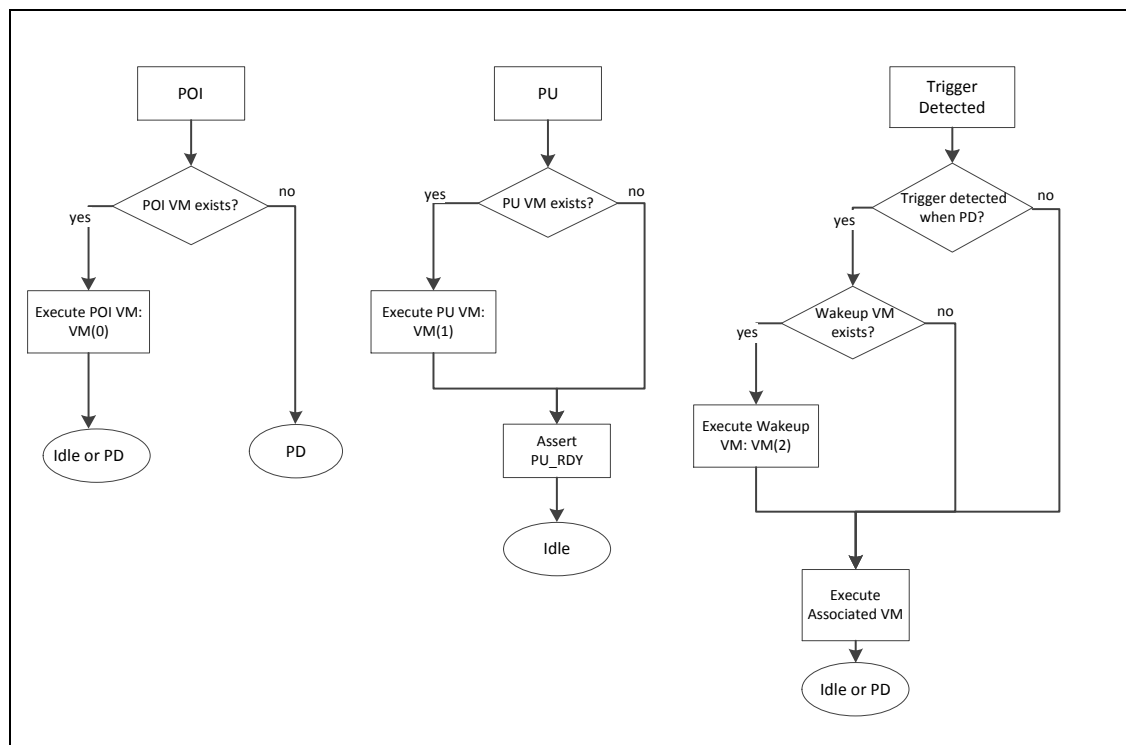 POI
POI VM exists?
yes
no
Execute POI VM:
VM(0)
Idle or PD
PD
PU
PU VM exists?
yes
no
Execute PU VM:
VM(1)
Assert
PU_RDY
Idle
Trigger
Detected
Trigger detected
when PD?
yes
no
Wakeup VM
exists?
yes
no
Execute Wakeup
VM: VM(2)
Execute
Associated VM
Idle or PD